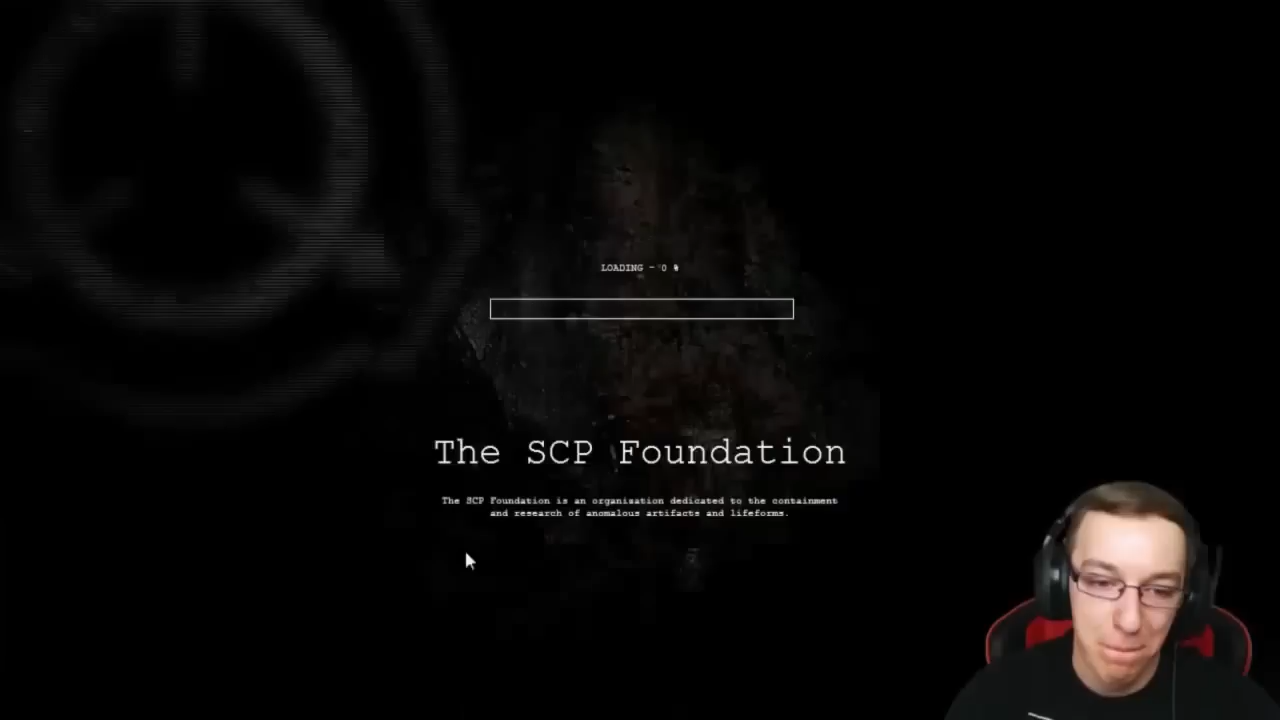 LOADING - 0 %
The SCP Foundation
The SCP Foundation is an organisation dedicated to the containment
and research of anomalous artifacts and lifeforms.